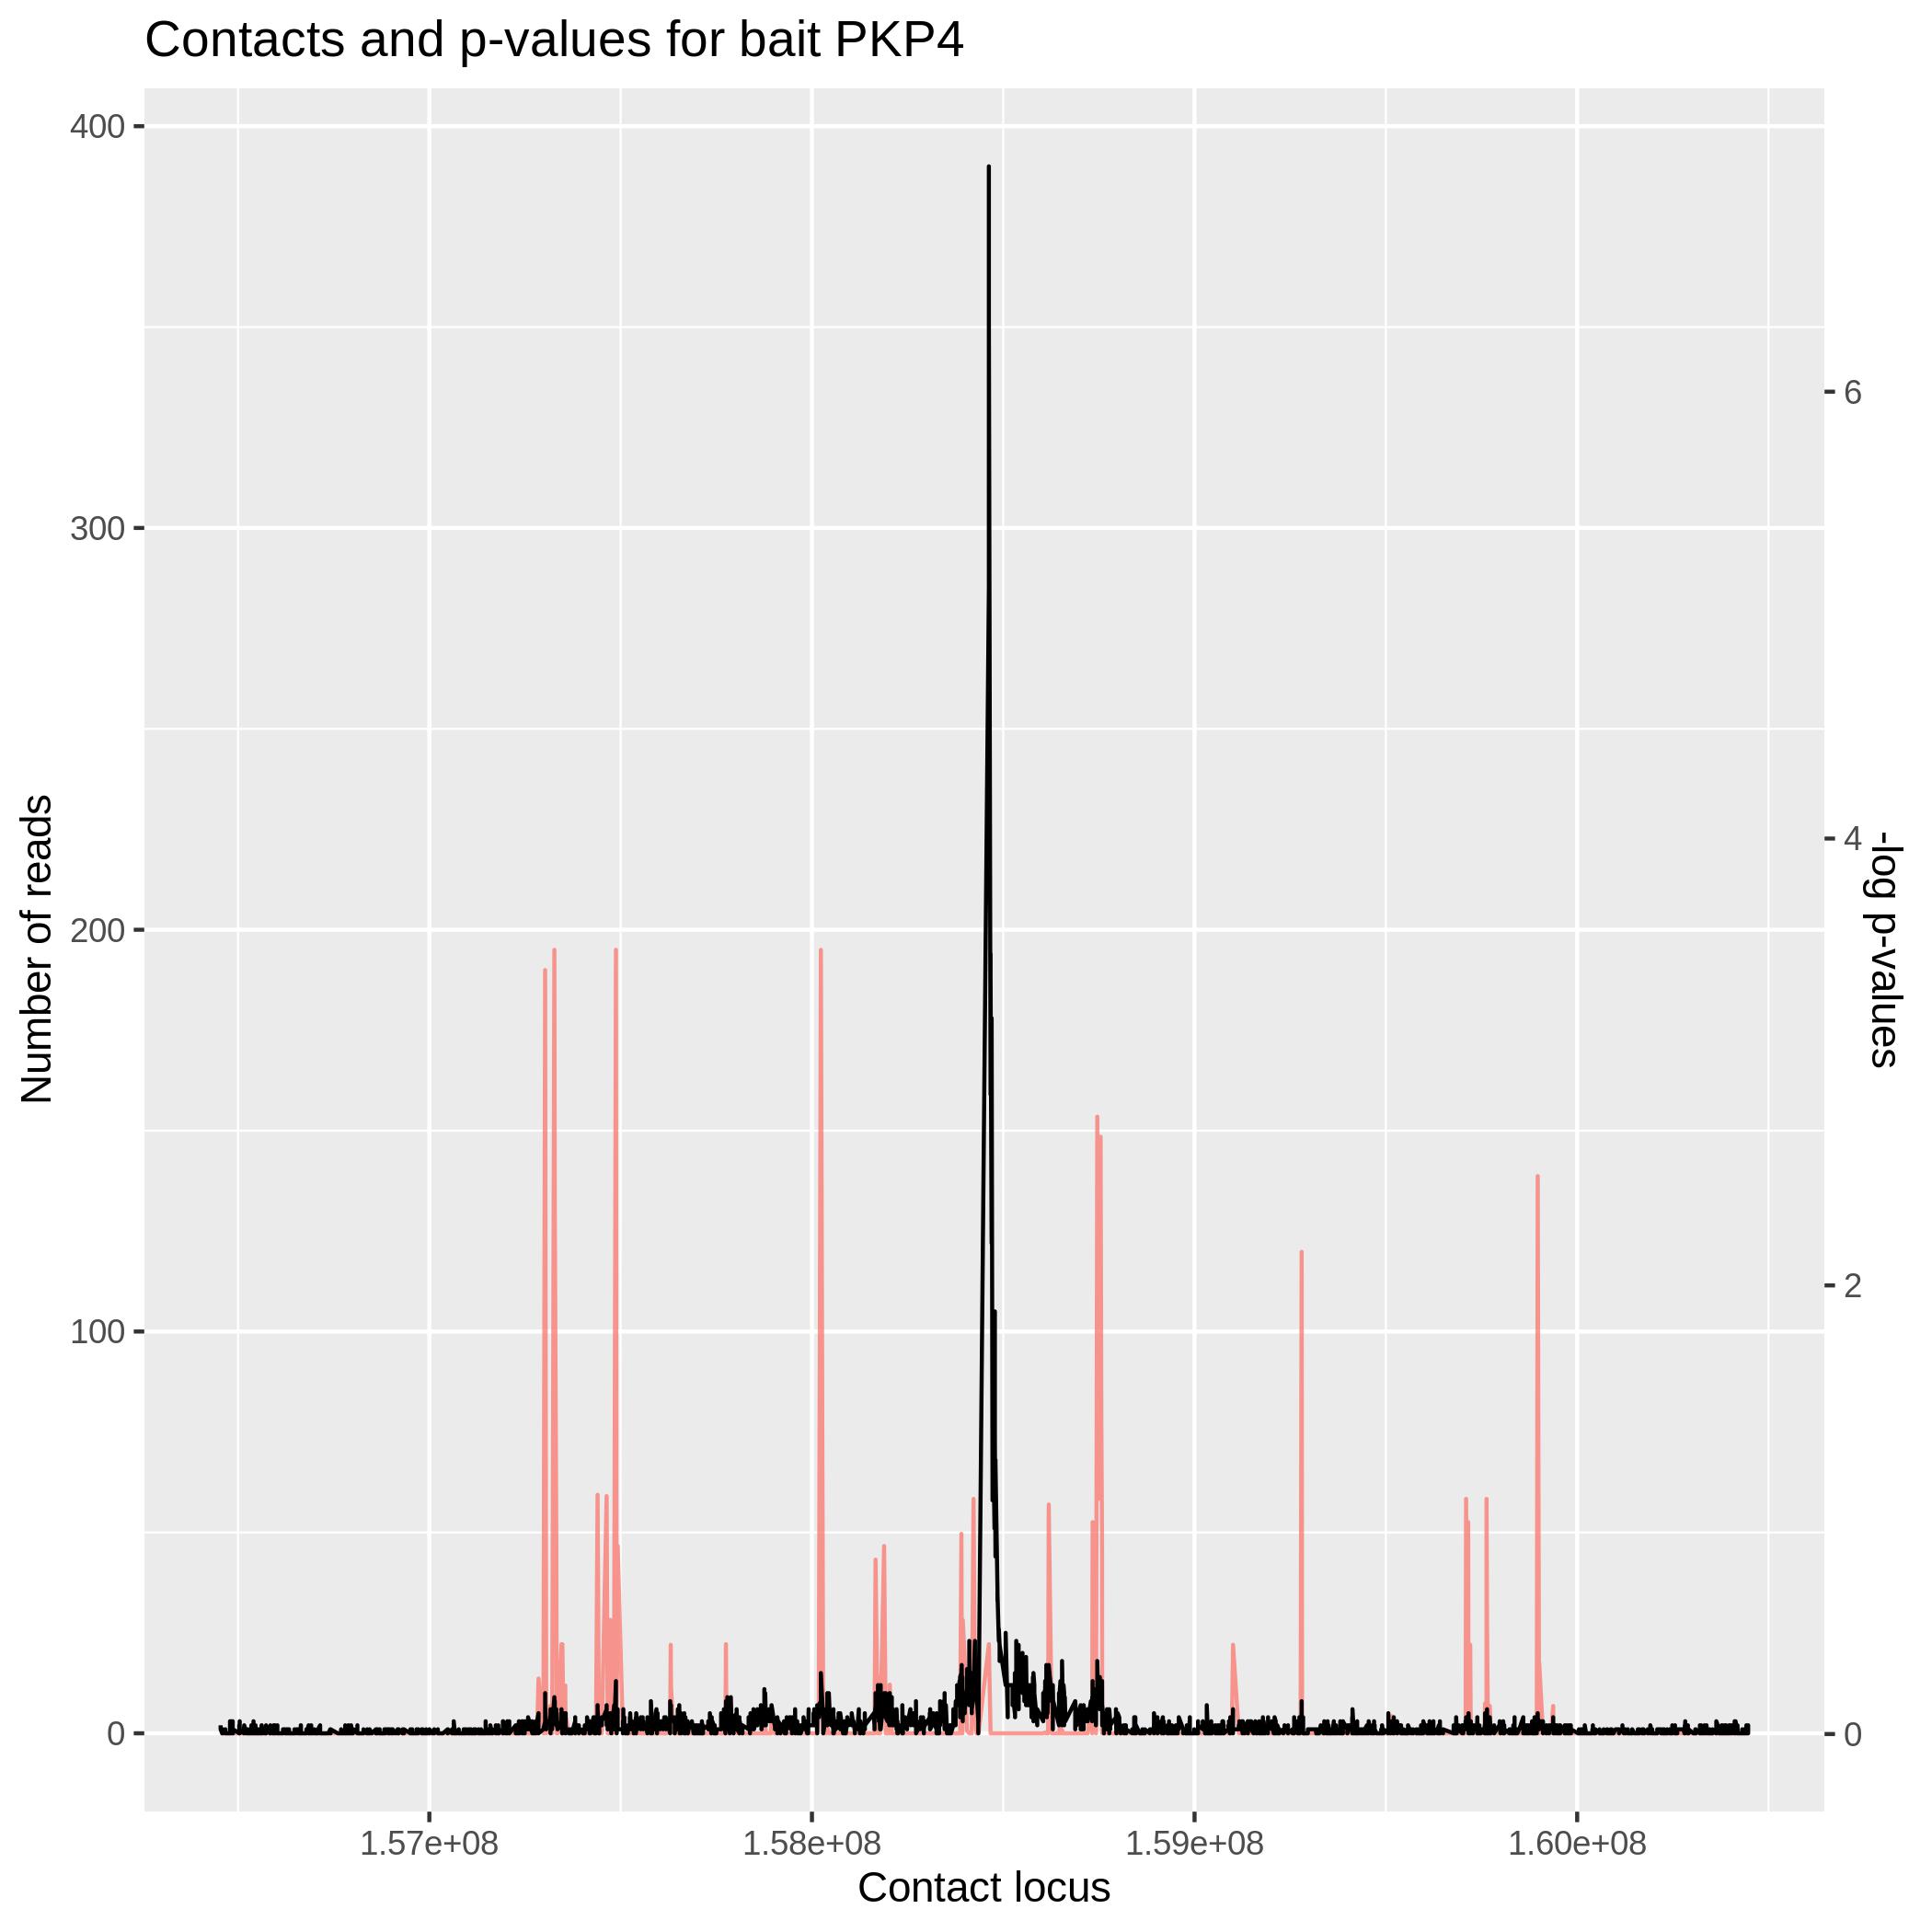 Contacts and p-values for bait PKP4
400
300
200
100
0
Number of reads
6
4
2
0
-log p-values
1.57e+08 1.58e+08 1.59e+08 1.60e+08
Contact locus